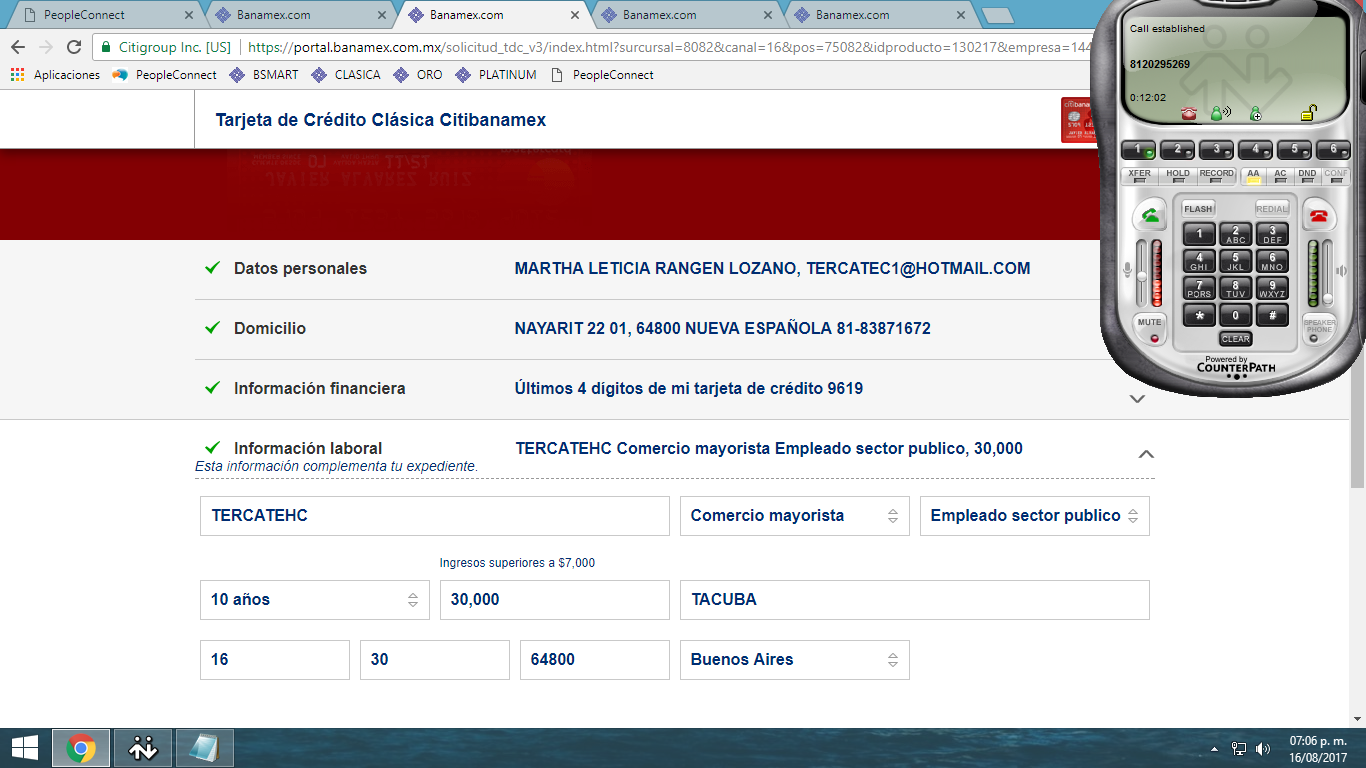 PeopleConnect
Banamex.com
Banamex.com
Banamex.com
Banamex.com
Citigroup Inc. [US]
https://portal.banamex.com.mx/solicitud_tdc_v3/index.html?sursursal=8082&canal=16&pos=75082&idproducto=130217&empresa=144
Aplicaciones
PeopleConnect
BSMART
CLASICA
ORO
PLATINUM
PeopleConnect
Tarjeta de Crédito Clásica Citibanamex
Datos personales
MARTHA LETICIA RANGEN LOZANO, TERCATEC1@HOTMAIL.COM
Domicilio
NAYARIT 22 01, 64800 NUEVA ESPAÑOLA 81-83871672
Información financiera
Últimos 4 dígitos de mi tarjeta de crédito 9619
Información laboral
TERCATEHC Comercio mayorista Empleado sector publico, 30,000
Esta información complementa tu expediente.
TERCATEHC
Comercio mayorista
Empleado sector publico
Ingresos superiores a $7,000
10 años
30,000
TACUBA
16
30
64800
Buenos Aires
Call established
8120295269
0:12:02
1 2 3 4 5 6
XFER HOLD RECORD AA AC DND CONF
FLASH
REDIAL
1
2 ABC
3 DEF
4 GHI
5 JKL
6 MNO
7 PQRS
8 TUV
9 WXYZ
* 0 #
MUTE
SPEAKER
PHONE
CLEAR
Powered by
COUNTERPATH
07:06 p. m.
16/08/2017